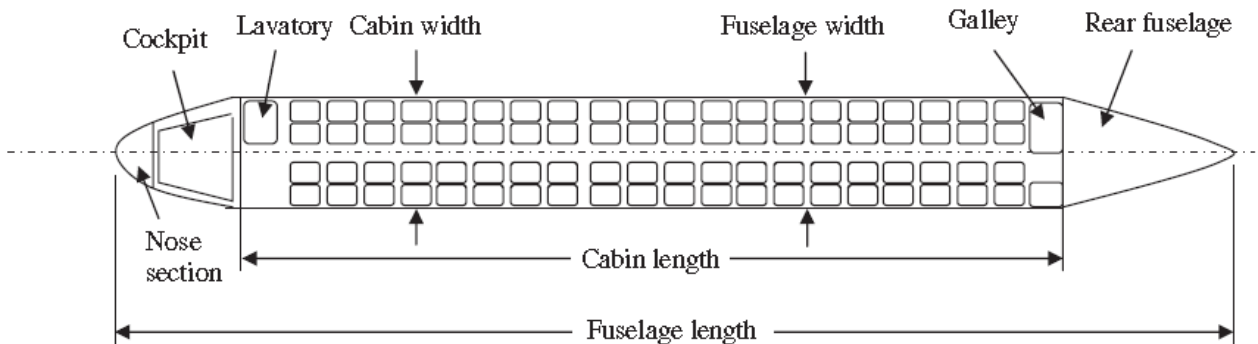 Cockpit
Lavatory
Cabin width
Fuselage width
Galley
Rear fuselage
Nose
section
Cabin length
Fuselage length